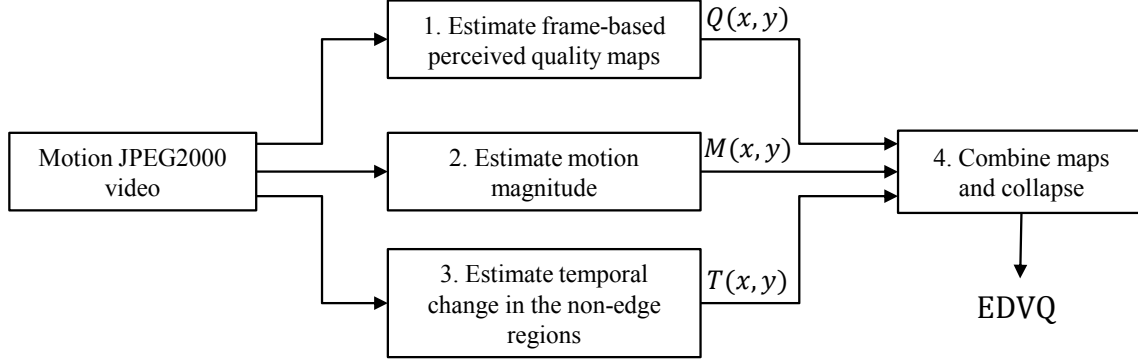 1. Estimate frame-based
perceived quality maps
Q(x, y)
Motion JPEG2000
video
2. Estimate motion
magnitude
M(x, y)
4. Combine maps
and collapse
3. Estimate temporal
change in the non-edge
regions
T(x, y)
EDVQ